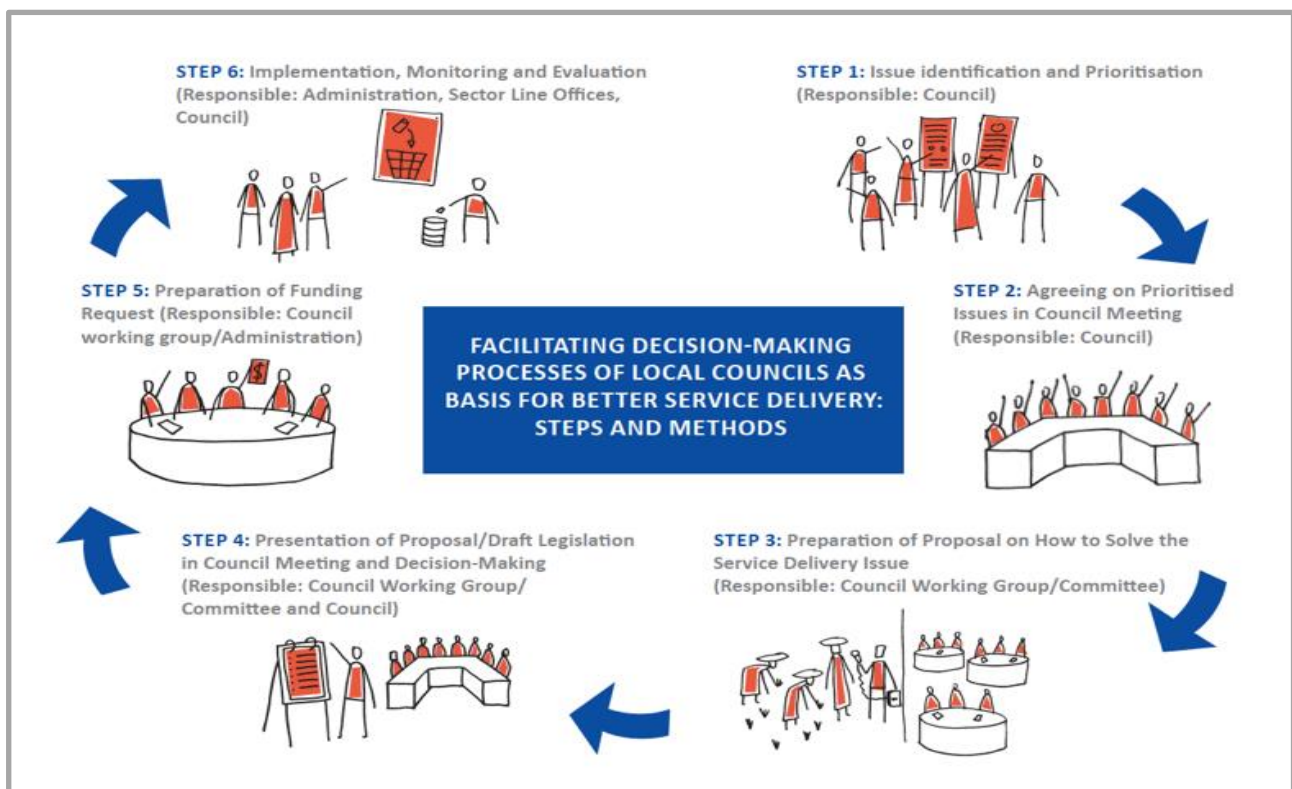 STEP 6: Implementation, Monitoring and Evaluation
(Responsible: Administration, Sector Line Offices,
Council)
STEP 1: Issue identification and Prioritisation
(Responsible: Council)
STEP 5: Preparation of Funding
Request (Responsible: Council
working group/Administration)
$
FACILITATING DECISION-MAKING
PROCESSES OF LOCAL COUNCILS AS
BASIS FOR BETTER SERVICE DELIVERY:
STEPS AND METHODS
STEP 2: Agreeing on Prioritised
Issues in Council Meeting
(Responsible: Council)
STEP 4: Presentation of Proposal/Draft Legislation
in Council Meeting and Decision-Making
(Responsible: Council Working Group/
Committee and Council)
STEP 3: Preparation of Proposal on How to Solve the
Service Delivery Issue
(Responsible: Council Working Group/Committee)